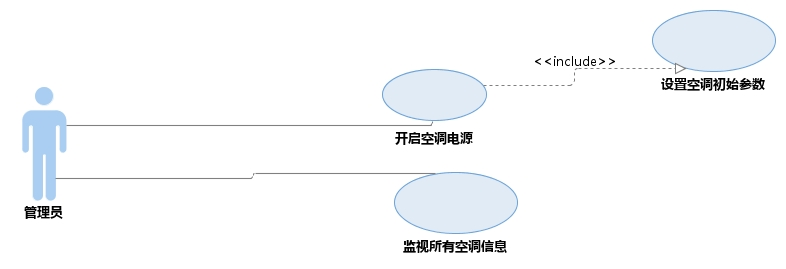 <<include>>
设置空调初始参数
开启空调电源
管理员
监视所有空调信息